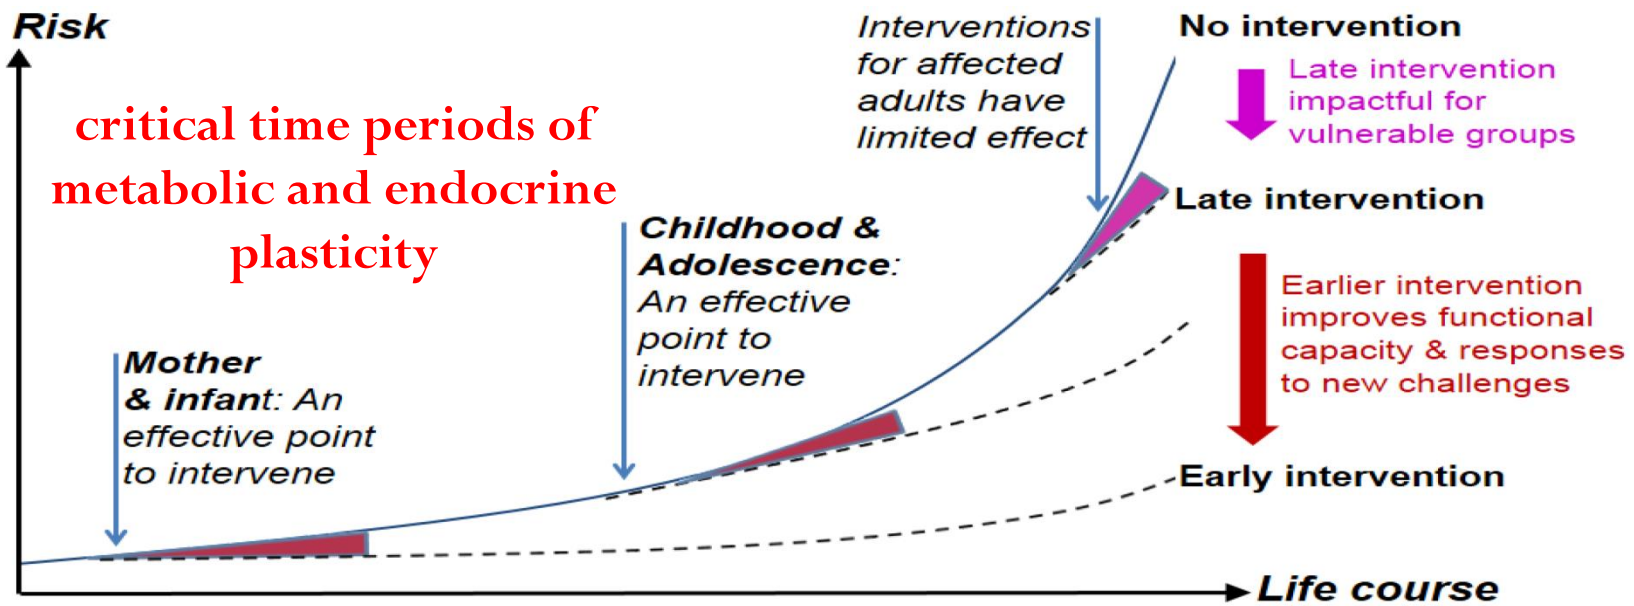 Risk
critical time periods of
metabolic and endocrine
plasticity
Mother
& infant: An
effective point
to intervene
Childhood &
Adolescence:
An effective
point to
intervene
Interventions
for affected
adults have
limited effect
No intervention
Late intervention
impactful for
vulnerable groups
Late intervention
Earlier intervention
improves functional
capacity & responses
to new challenges
Early intervention
Life course